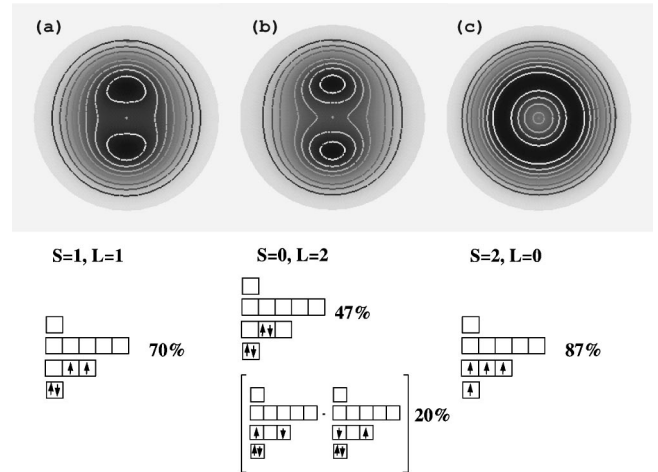 (a) (b) (c)
S=1, L=1 S=0, L=2 S=2, L=0
47%
70% 87%
20%